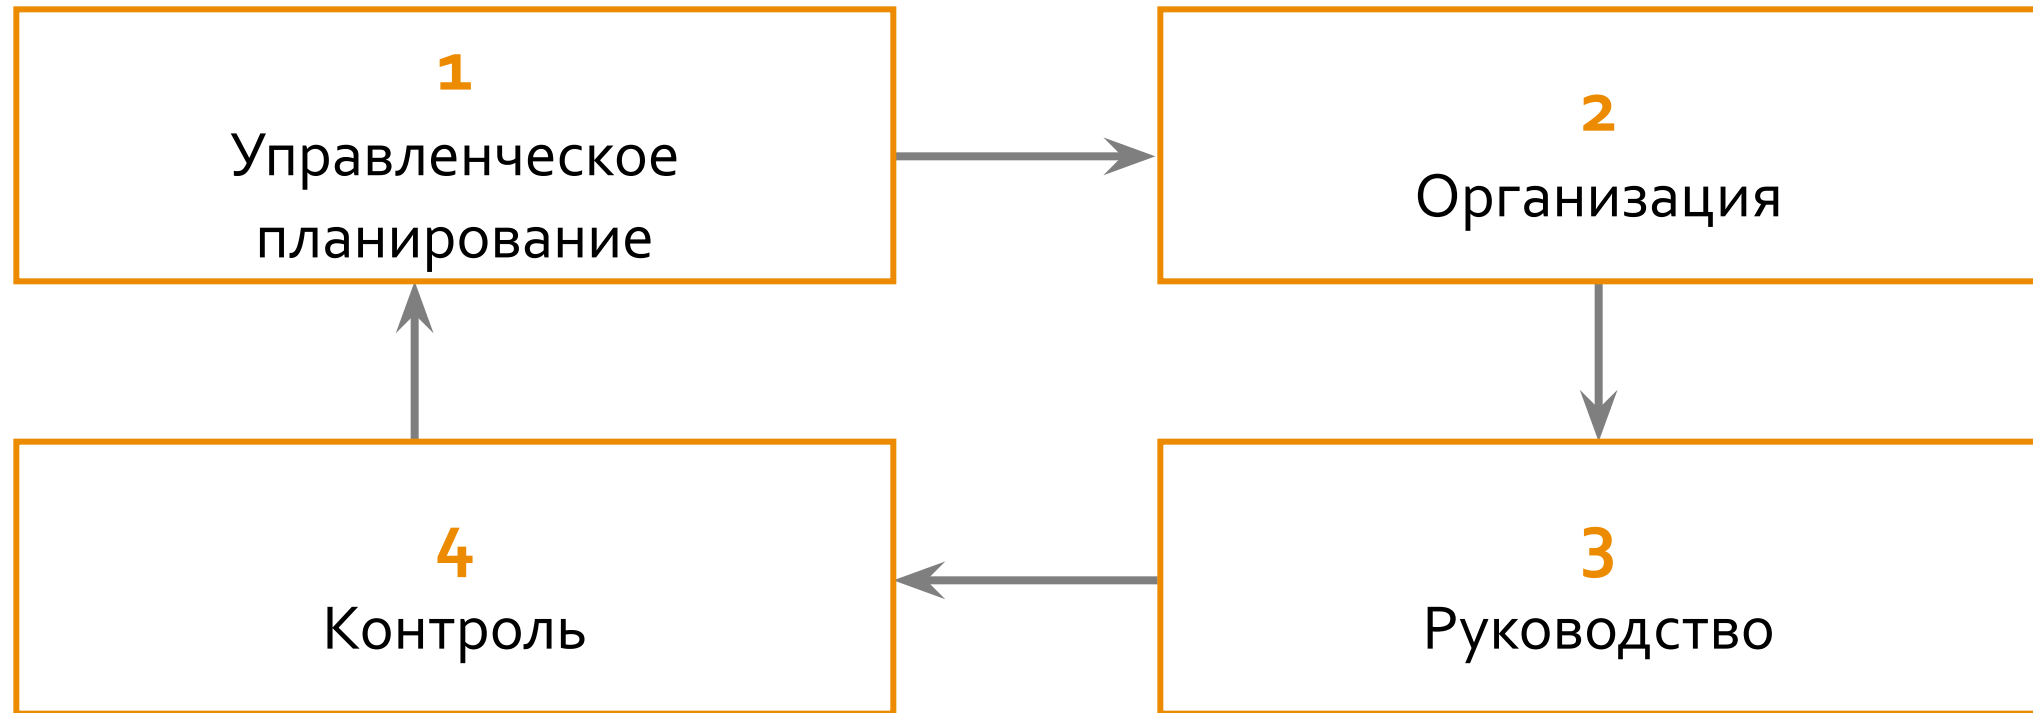 1
Управленческое
планирование
2
Организация
3
Руководство
4
Контроль